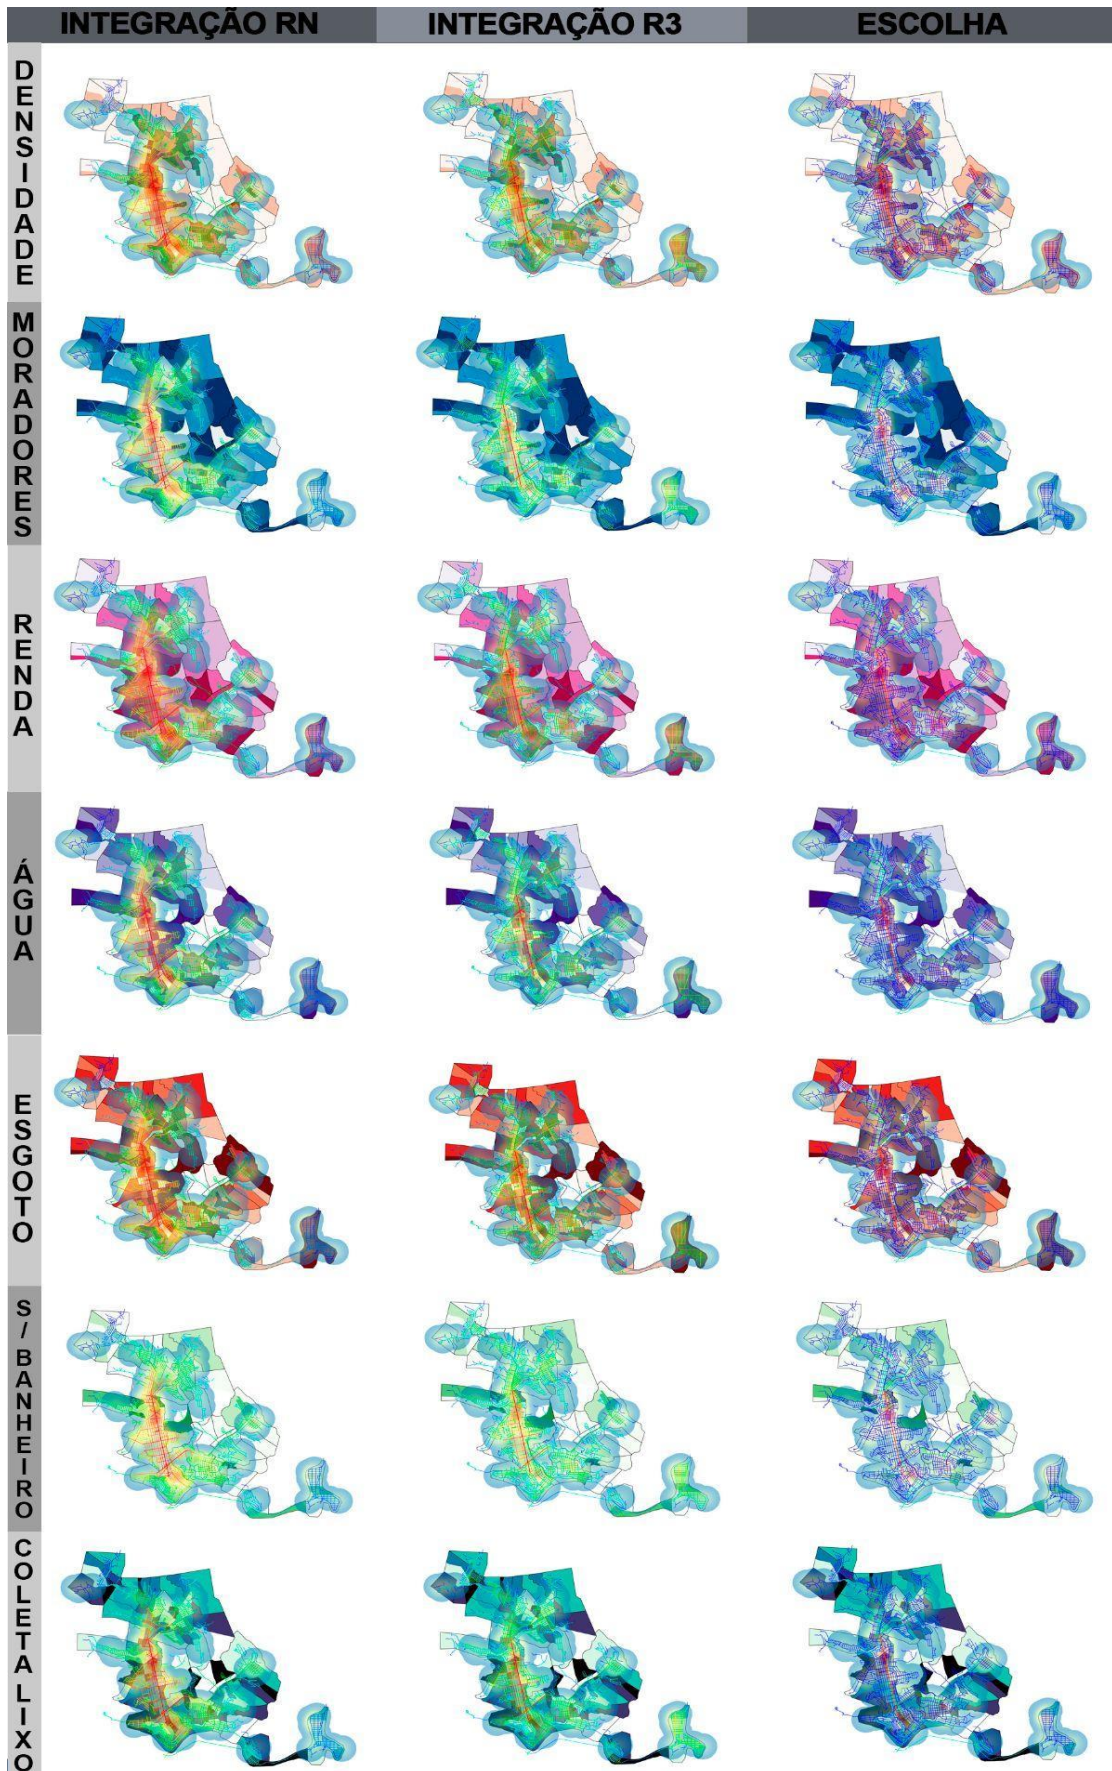 INTEGRAÇÃO RN
INTEGRAÇÃO R3
ESCOLHA
DENSIDADE
MORADORES
RENDA
ÁGUA
ESGOTO
S/ BANHEIRO
COLETA LIXO